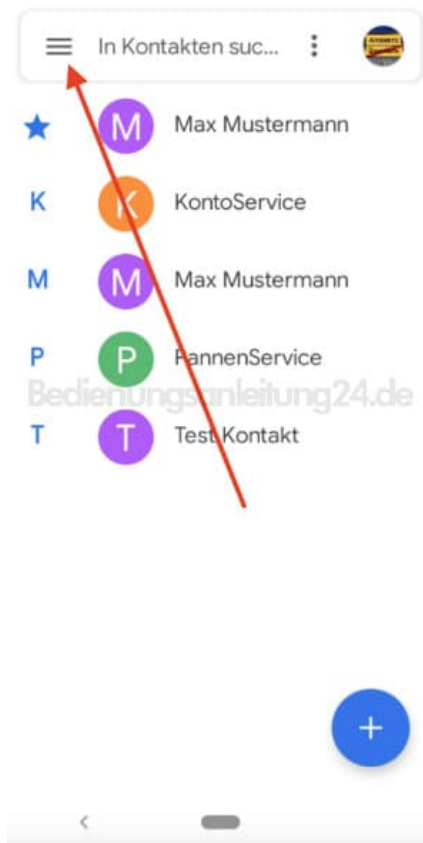 In Kontakten suc...
M Max Mustermann
K K KontoService
M M Max Mustermann
P P PannenService
Bedienungsanleitung24.de
T T Test Kontakt